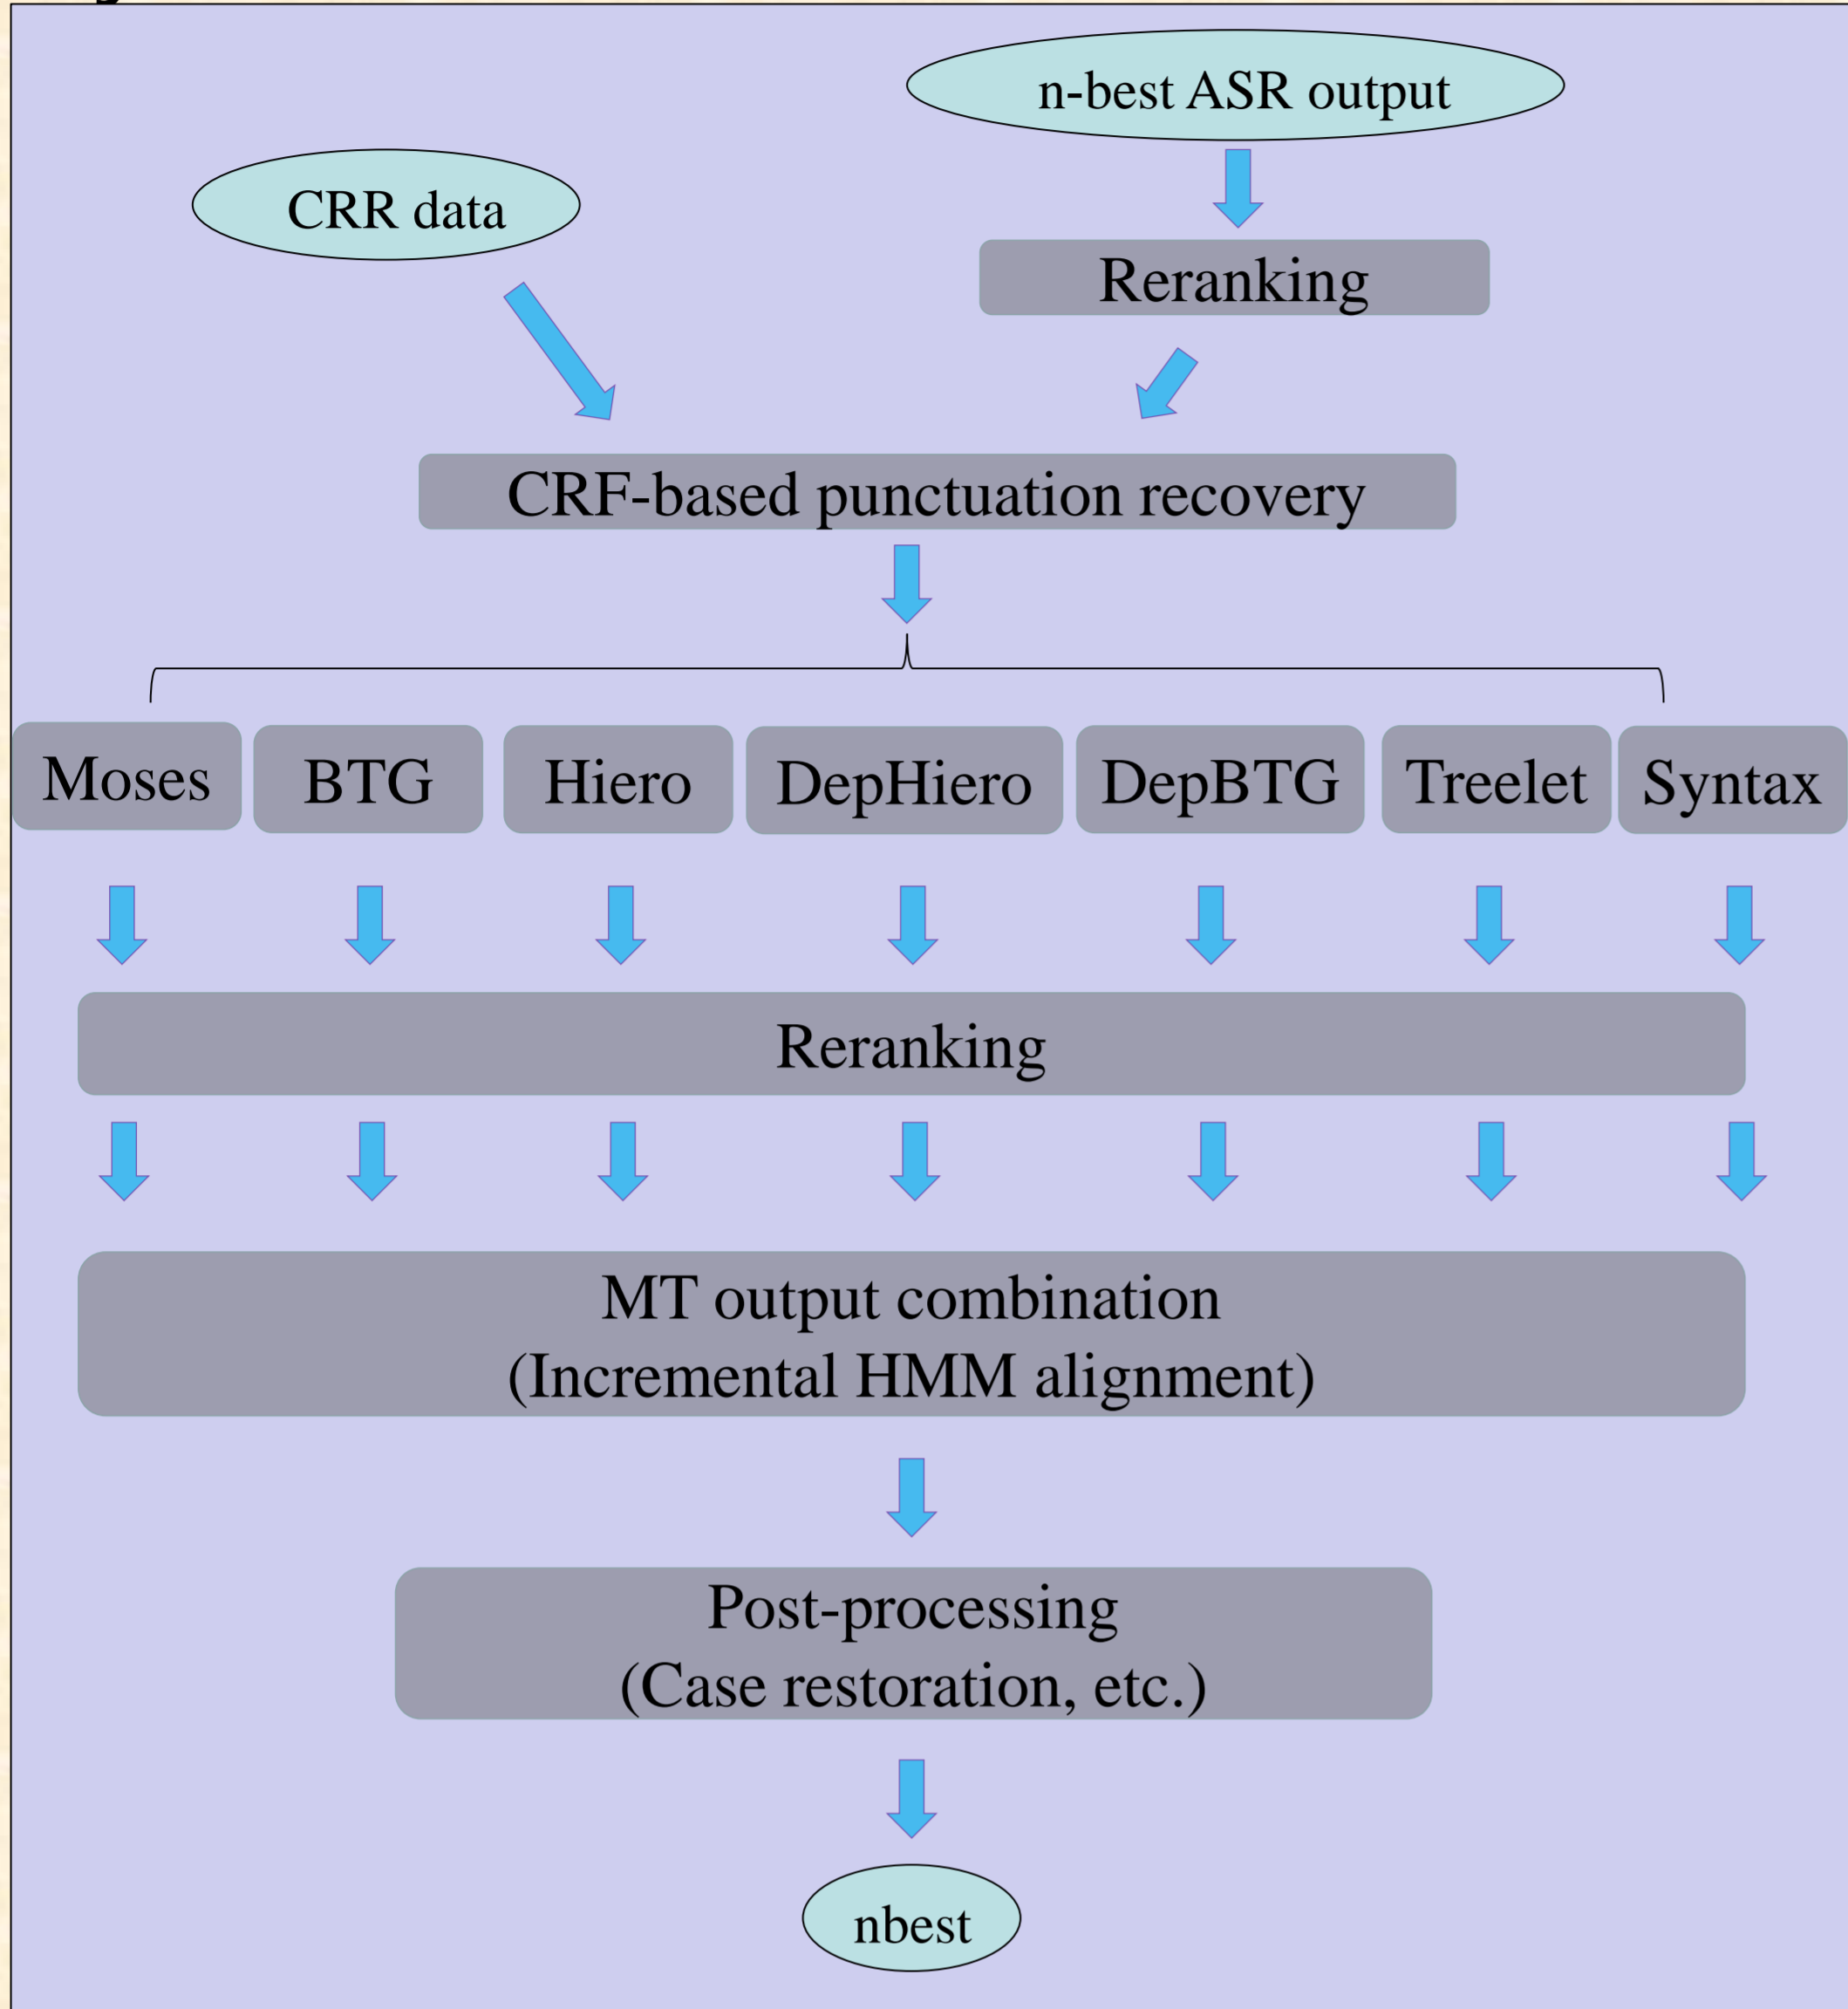 n-best ASR output
CRR data
Reranking
CRF-based punctuation recovery
Moses
BTG
Hiero
DepHiero
DepBTG
Treelet
Syntax
Reranking
MT output combination
(Incremental HMM alignment)
Post-processing
(Case restoration, etc.)
nbest